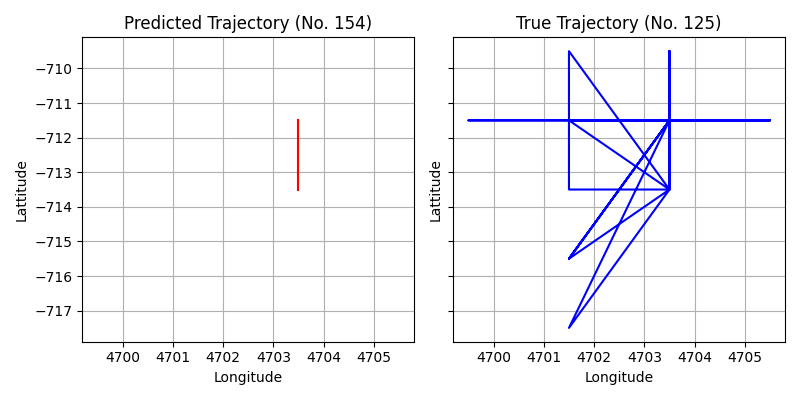 Predicted Trajectory (No. 154)
True Trajectory (No. 125)
−710
−711
−712
−713
−714
−715
−716
−717
Lattitude
Lattitude
4700 4701 4702 4703 4704 4705
4700 4701 4702 4703 4704 4705
Longitude
Longitude